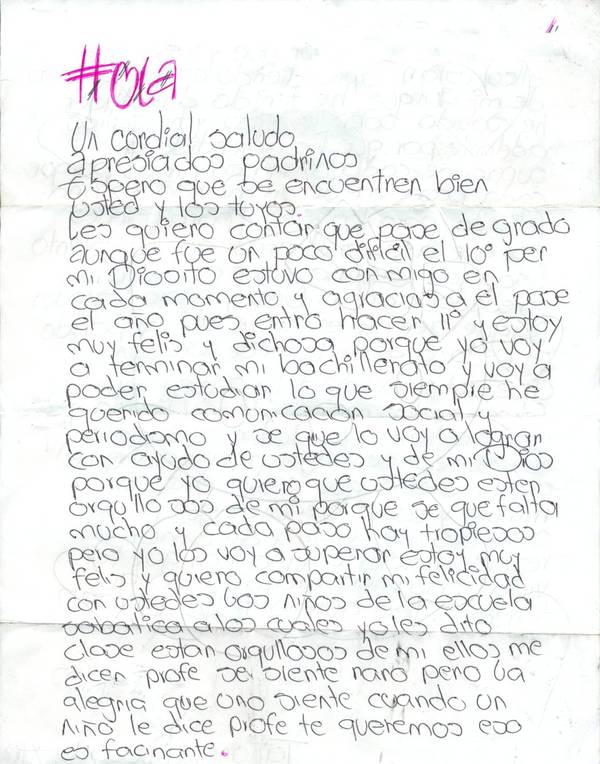 #Ola
Un cordial saludo
apresiados padrinos
Espero que se encuentren bien
usted y los tuyos.
Les quiero contar que pase de grado
aunque fue un poco dificil el 10° per
mi Diosito estuvo conmigo en
cada momento y agracias a el pase
el año pues entro hacer 11° y estoy
muy felis y dichosa porque ya voy
a terminar mi bachillerato y voy a
poder estudiar lo que siempre he
querido comunicación social y
periodismo y se que lo voy a lograr
con ayuda de ustedes y de mi Dios
porque yo quiero que ustedes esten
orgullosos de mi porque se que falta
mucho y cada paso hay tropiesos
pero yo los voy a superar estoy muy
felis y quiero compartir mi felicidad
con ustedes Los niños de la escuela
sabatica a los cuales yo les dito
clase estan orgullosos de mi ellos me
dicen profe se siente raro pero La
alegria que uno siente cuando un
niño le dice profe te queremos eso
es facinante.